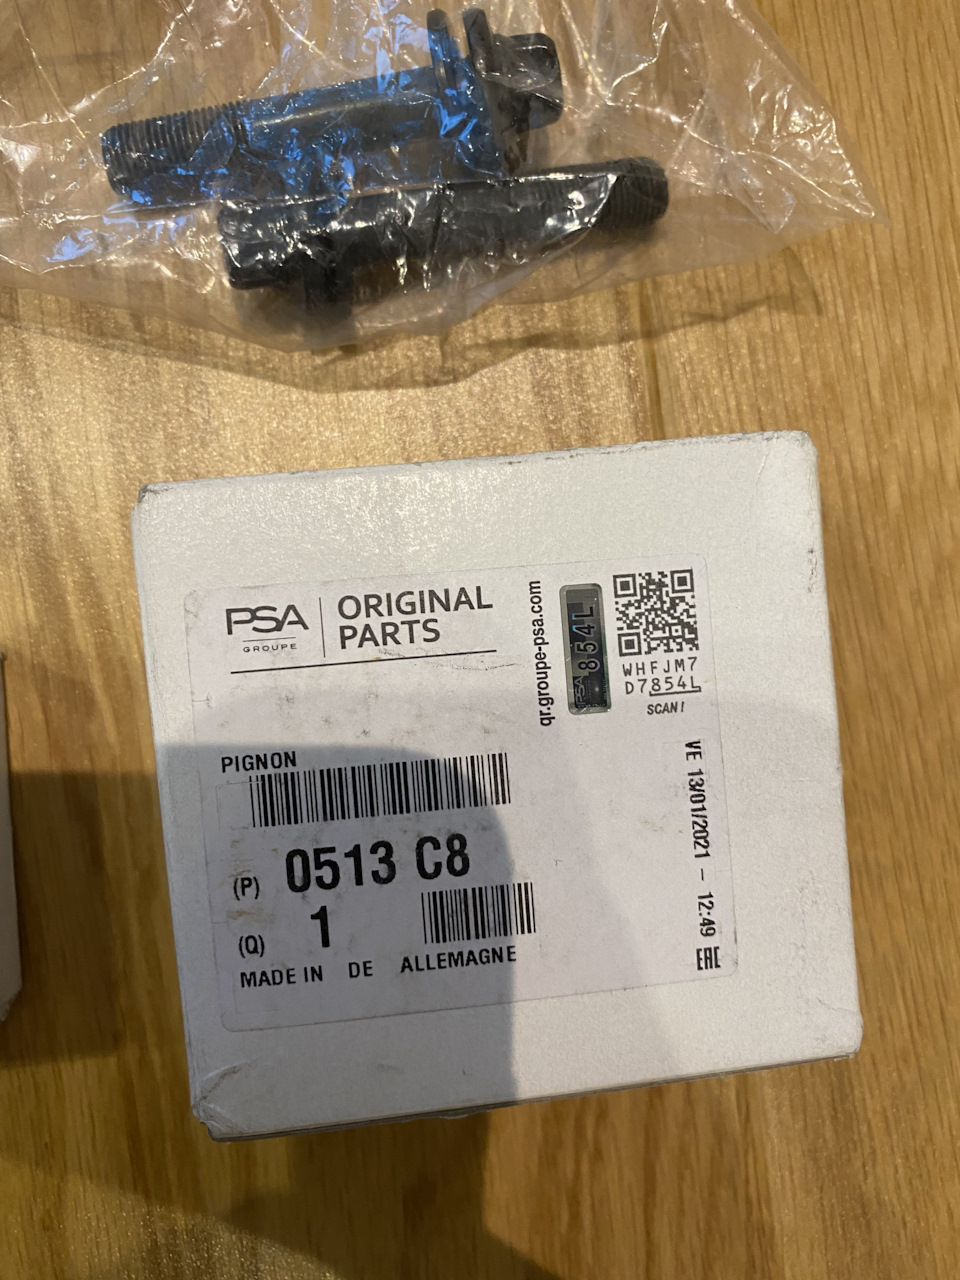 PSA
GROUPE
ORIGINAL
PARTS
qr.groupe-psa.com
PSA 854L
WHFJM7
D7854L
SCAN!
PIGNON
(P) 0513 C8
(Q) 1
MADE IN DE ALLEMAGNE
VE 13/01/2021 - 12:49
EAC